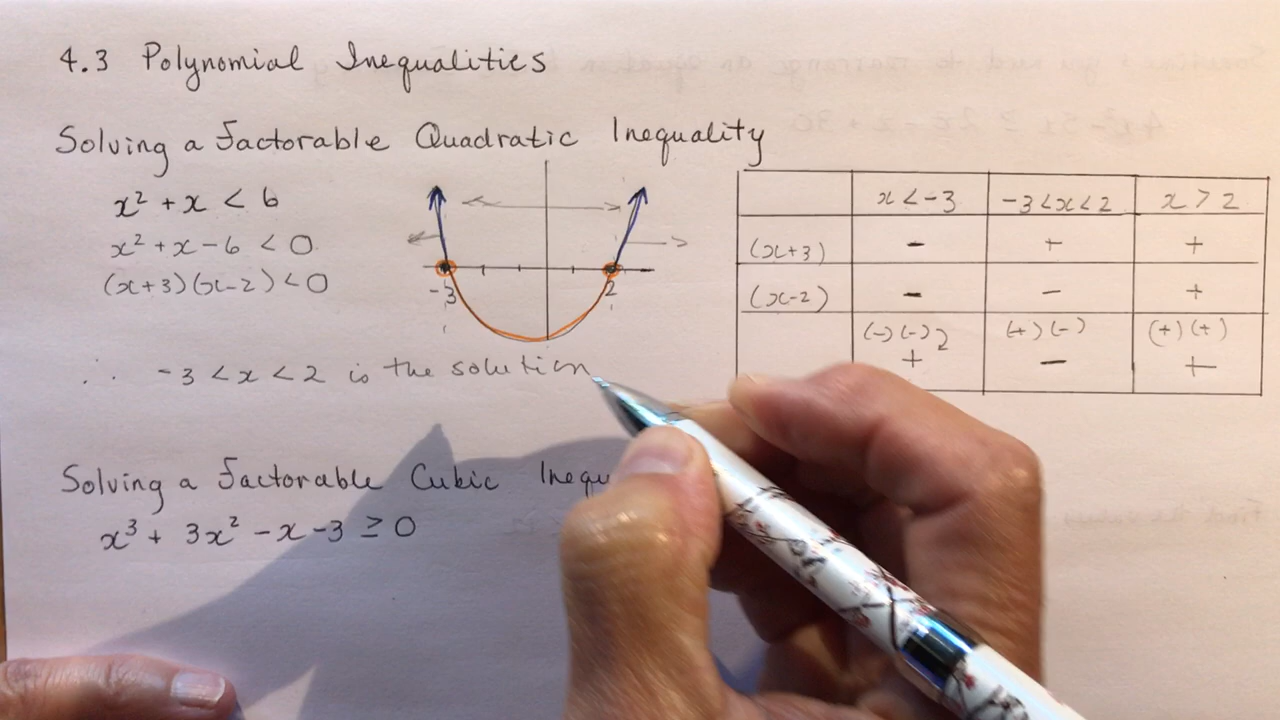 4.3 Polynomial Inequalities
Solving a Factorable Quadratic Inequality
x² + x < 6
x² + x - 6 < 0
(x+3)(x-2) < 0
-3 2
∴ -3 < x < 2 is the solution
x < -3 -3 < x < 2 x > 2
(x+3) - + +
(x-2) - - +
(-)(-) (+)(-) (+)(+)
+ - +
Solving a Factorable Cubic Inequ
x³ + 3x² - x - 3 ≥ 0